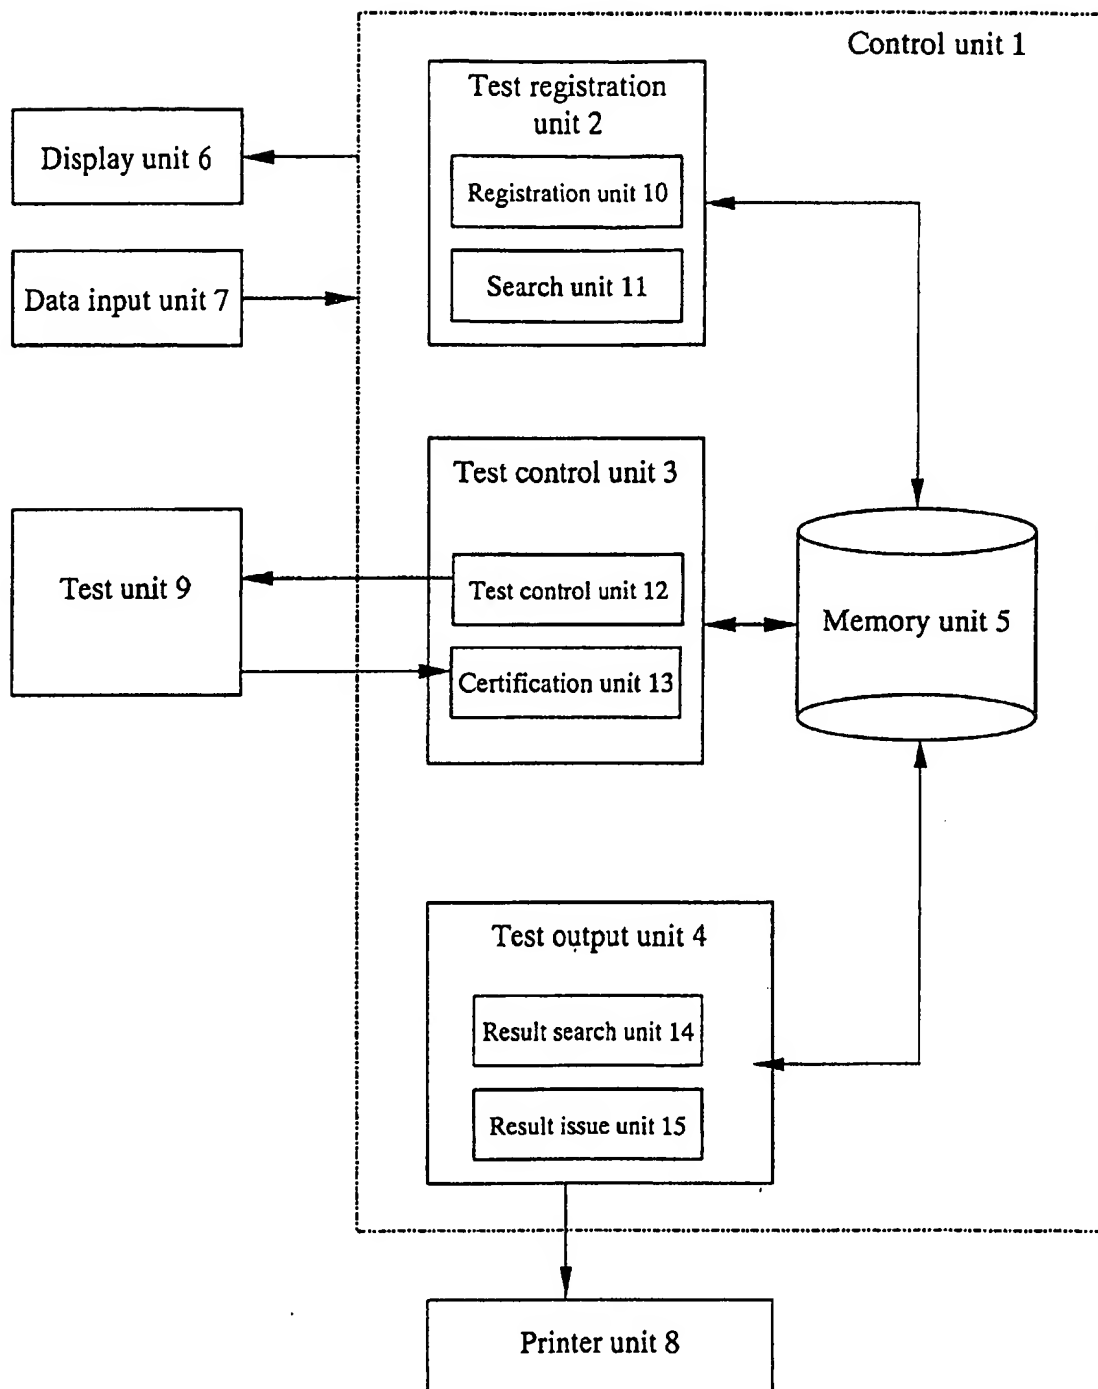 Control unit 1
Test registration
unit 2
Registration unit 10
Search unit 11
Display unit 6
Data input unit 7
Test control unit 3
Test control unit 12
Certification unit 13
Test unit 9
Memory unit 5
Test output unit 4
Result search unit 14
Result issue unit 15
Printer unit 8